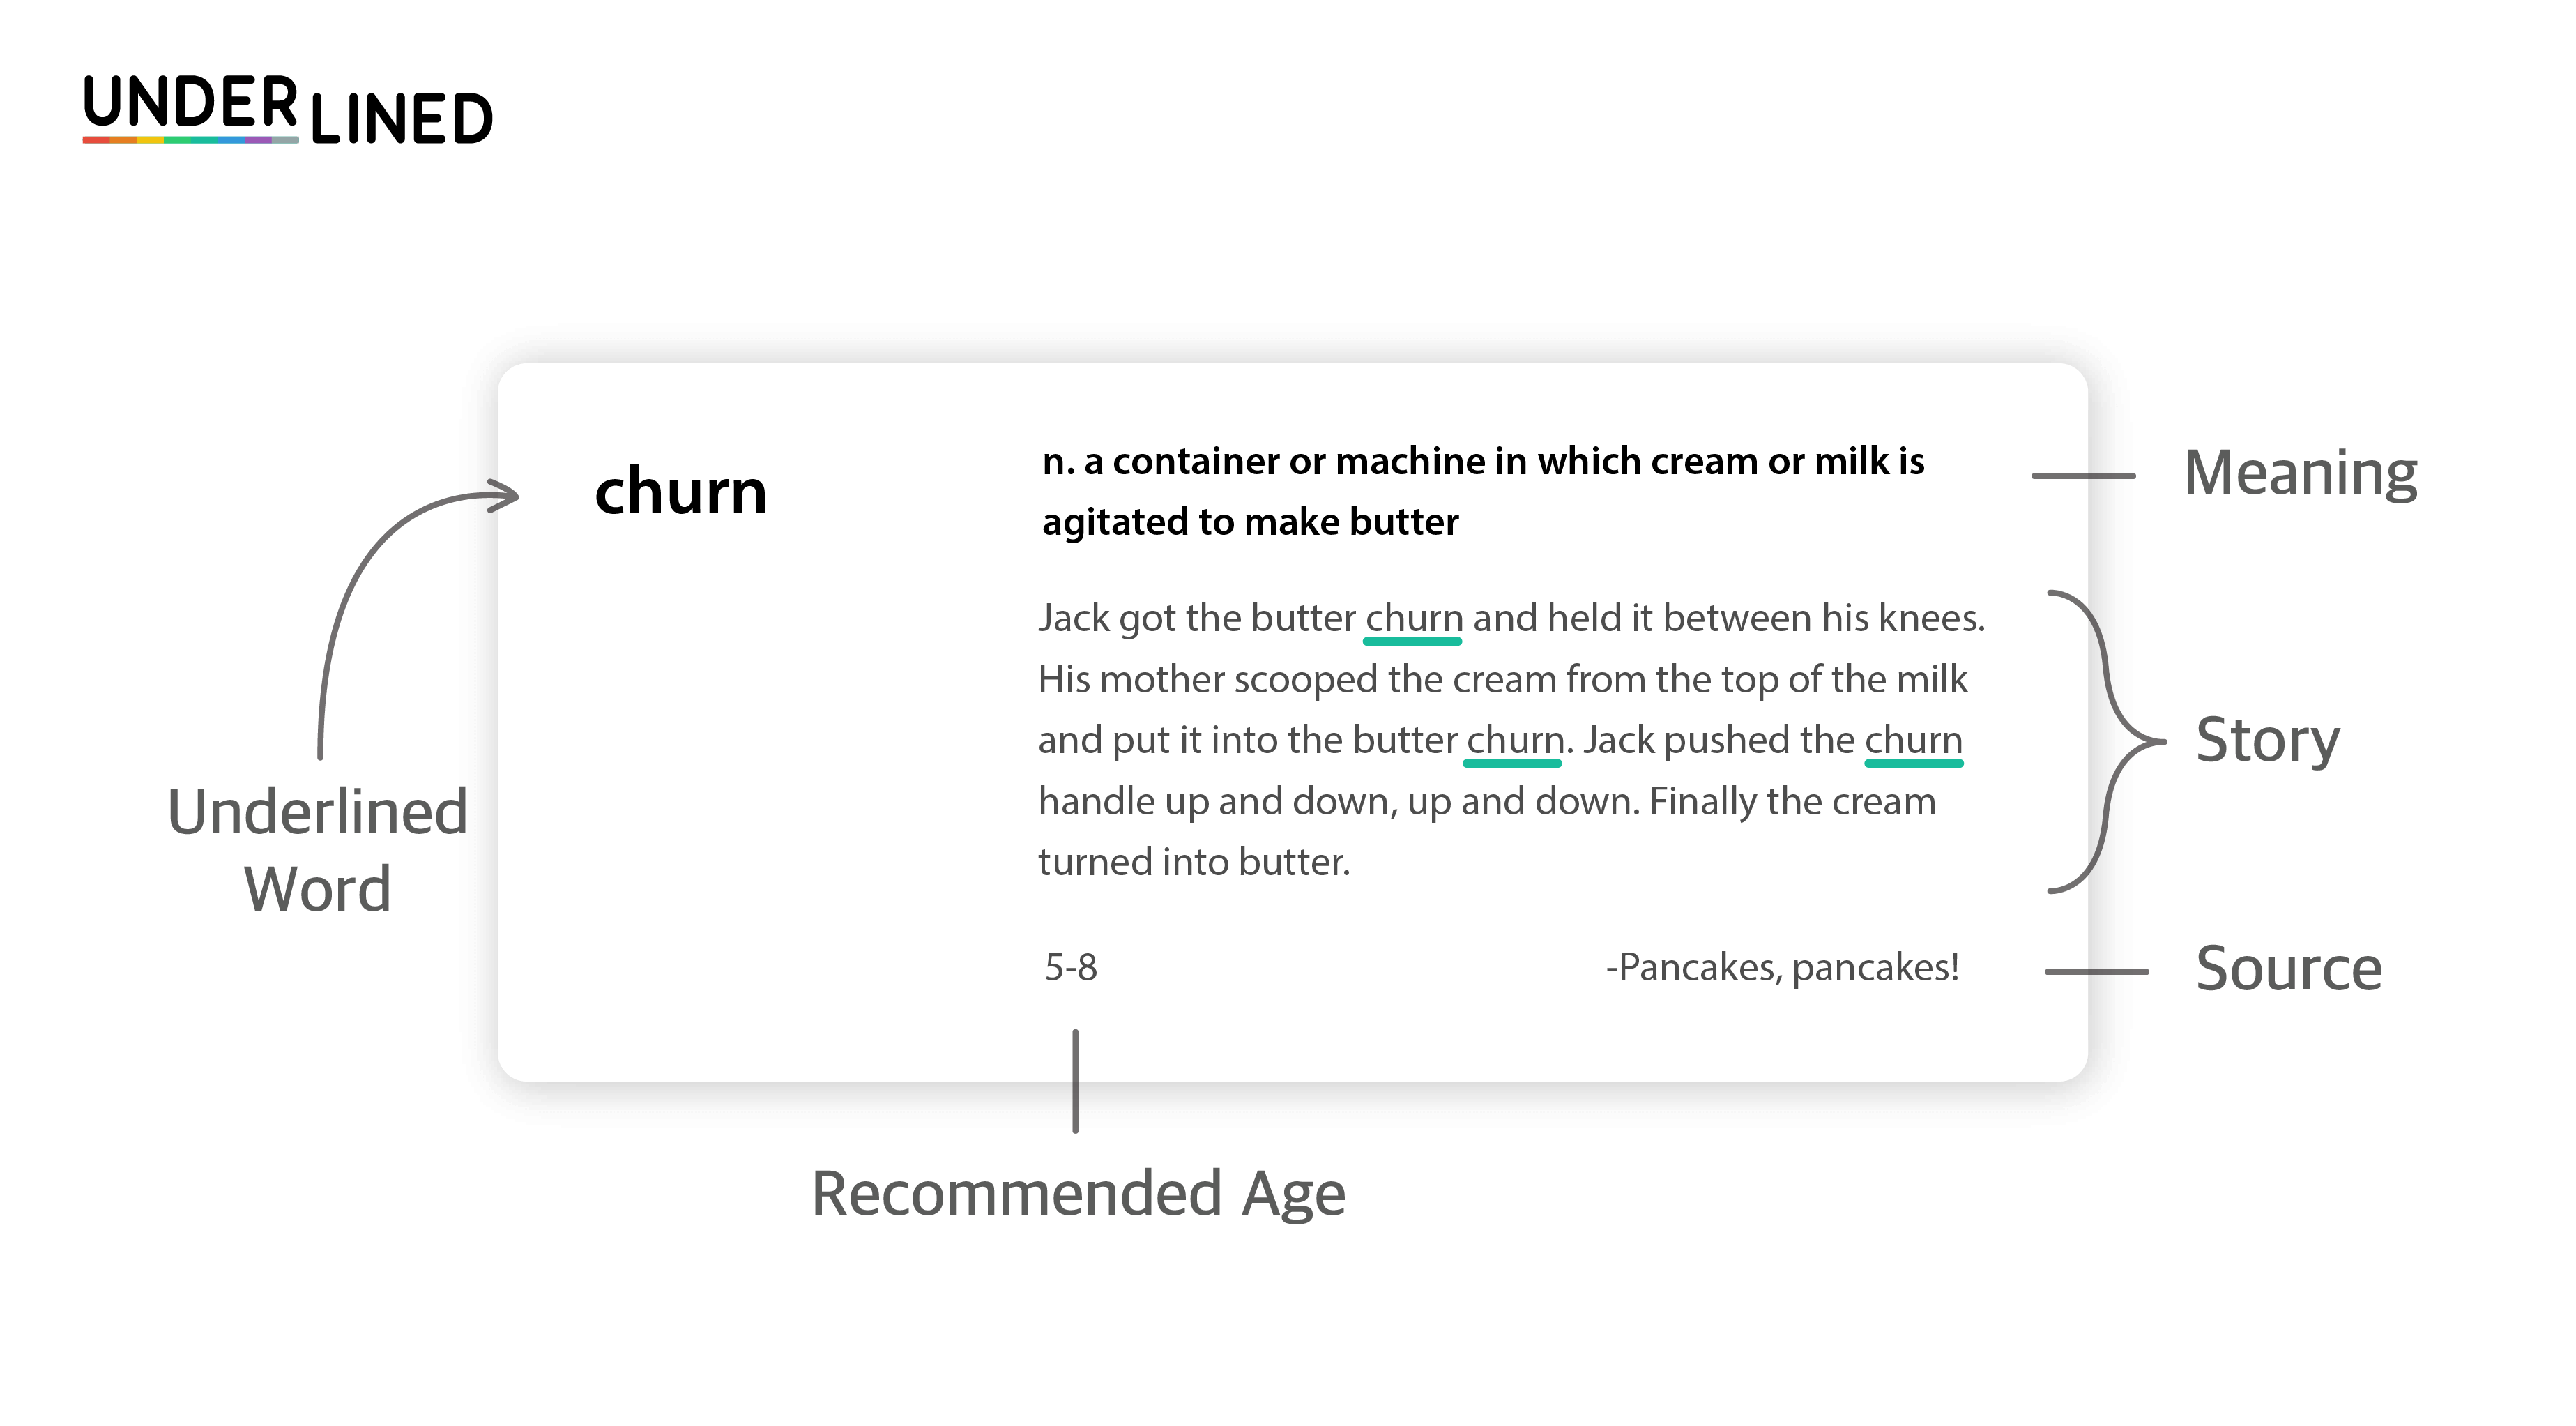 UNDERLINED
churn
n. a container or machine in which cream or milk is
agitated to make butter
Meaning
Jack got the butter churn and held it between his knees.
His mother scooped the cream from the top of the milk
and put it into the butter churn. Jack pushed the churn
handle up and down, up and down. Finally the cream
turned into butter.
Story
Underlined
Word
5-8
-Pancakes, pancakes!
Source
Recommended Age